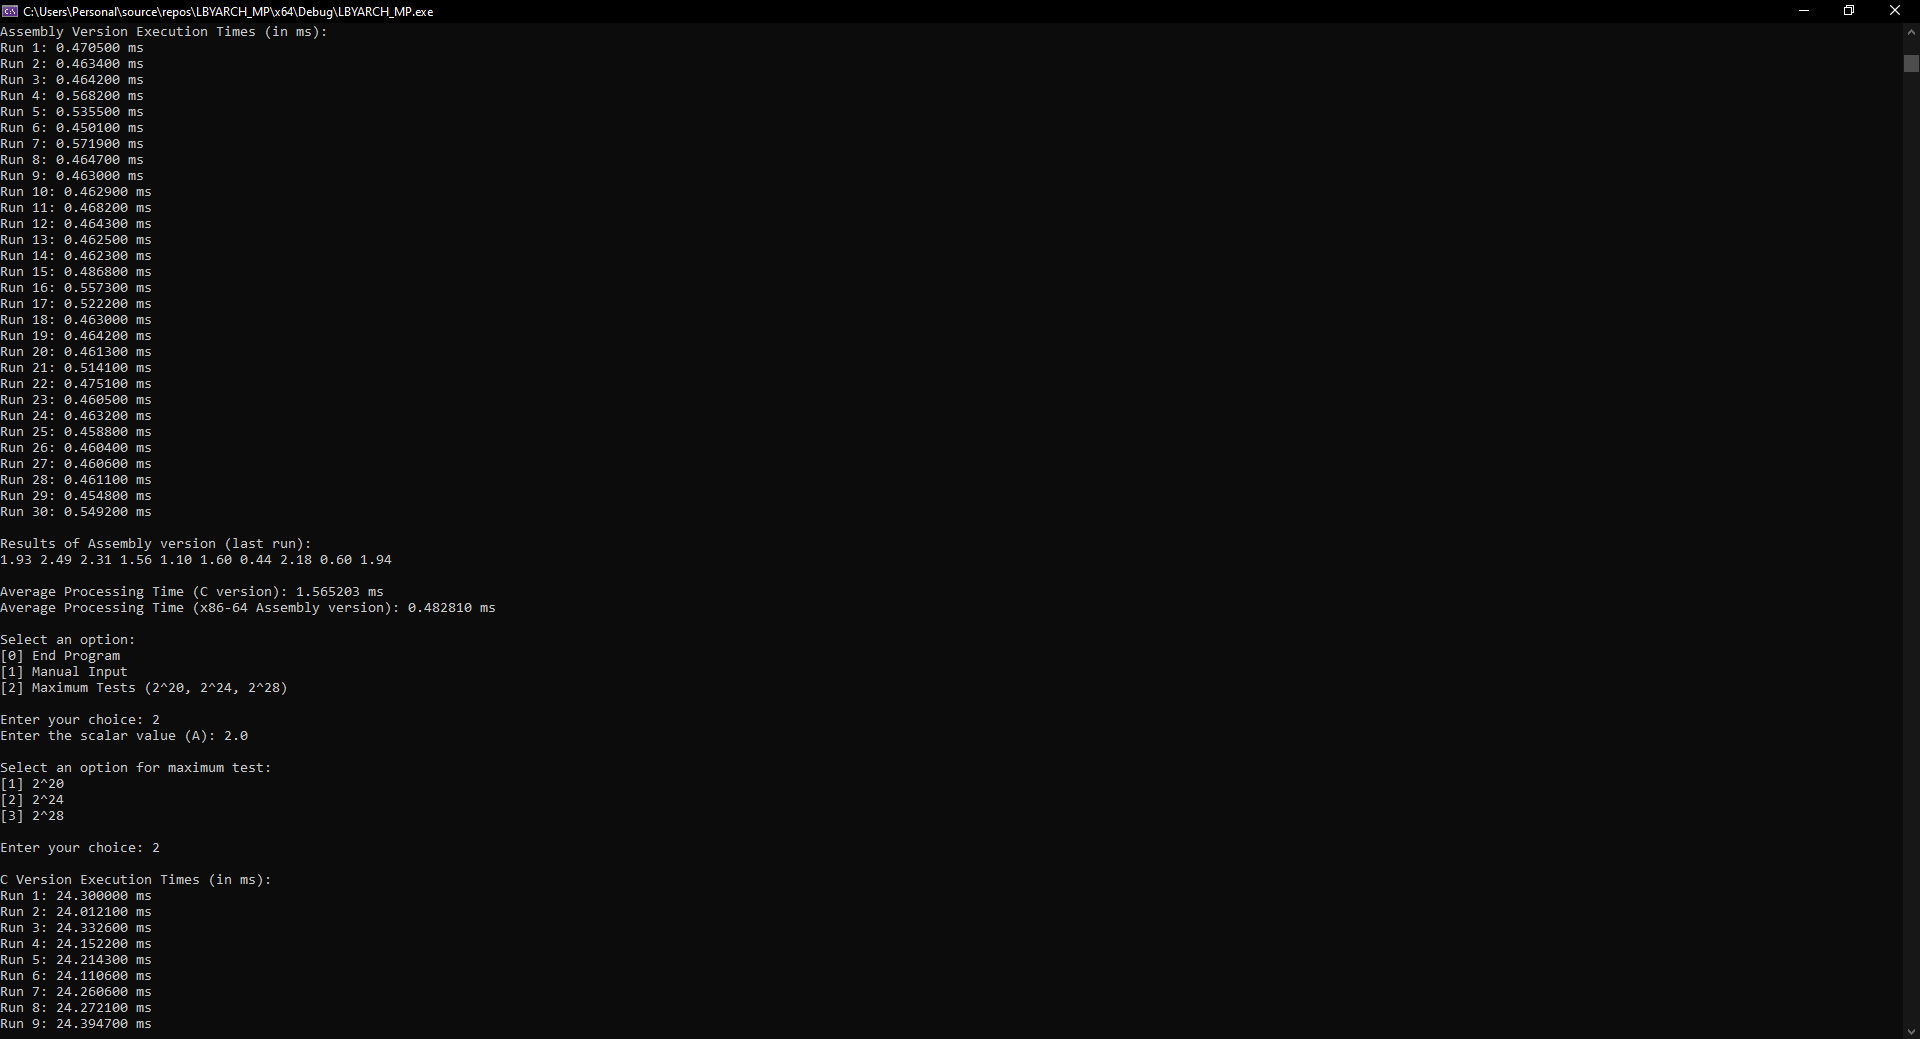 C:\Users\Personal\source\repos\LBYARCH_MP\x64\Debug\LBYARCH_MP.exe
Assembly Version Execution Times (in ms):
Run 1: 0.470500 ms
Run 2: 0.463400 ms
Run 3: 0.464200 ms
Run 4: 0.568200 ms
Run 5: 0.535500 ms
Run 6: 0.450100 ms
Run 7: 0.571900 ms
Run 8: 0.464700 ms
Run 9: 0.463000 ms
Run 10: 0.462900 ms
Run 11: 0.468200 ms
Run 12: 0.464300 ms
Run 13: 0.462500 ms
Run 14: 0.462300 ms
Run 15: 0.486800 ms
Run 16: 0.557300 ms
Run 17: 0.522200 ms
Run 18: 0.463000 ms
Run 19: 0.464200 ms
Run 20: 0.461300 ms
Run 21: 0.514100 ms
Run 22: 0.475100 ms
Run 23: 0.460500 ms
Run 24: 0.463200 ms
Run 25: 0.458800 ms
Run 26: 0.460400 ms
Run 27: 0.460600 ms
Run 28: 0.461100 ms
Run 29: 0.454800 ms
Run 30: 0.549200 ms
Results of Assembly version (last run):
1.93 2.49 2.31 1.56 1.10 1.60 0.44 2.18 0.60 1.94
Average Processing Time (C version): 1.565203 ms
Average Processing Time (x86-64 Assembly version): 0.482810 ms
Select an option:
[0] End Program
[1] Manual Input
[2] Maximum Tests (2^20, 2^24, 2^28)
Enter your choice: 2
Enter the scalar value (A): 2.0
Select an option for maximum test:
[1] 2^20
[2] 2^24
[3] 2^28
Enter your choice: 2
C Version Execution Times (in ms):
Run 1: 24.300000 ms
Run 2: 24.012100 ms
Run 3: 24.332600 ms
Run 4: 24.152200 ms
Run 5: 24.214300 ms
Run 6: 24.110600 ms
Run 7: 24.260600 ms
Run 8: 24.272100 ms
Run 9: 24.394700 ms